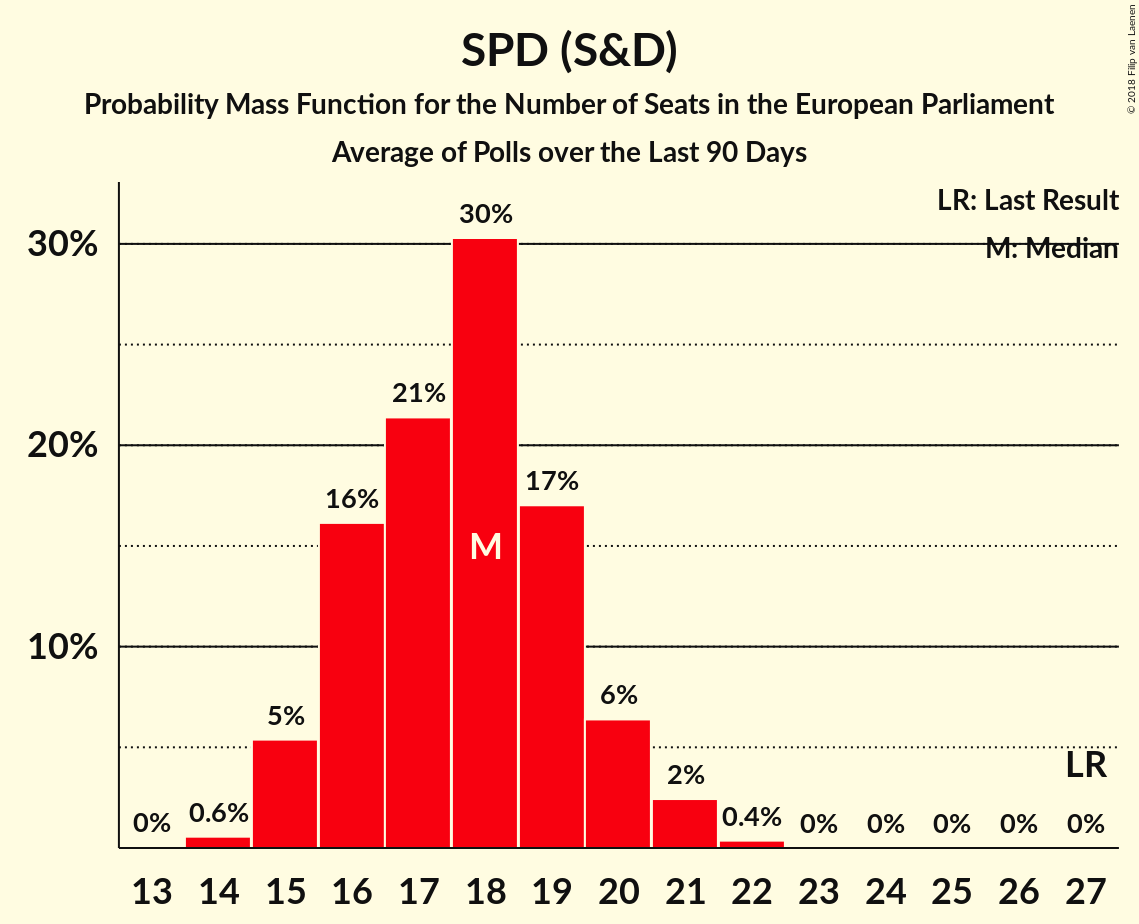 SPD (S&D)
Probability Mass Function for the Number of Seats in the European Parliament
Average of Polls over the Last 90 Days
© 2018 Filip van Laenen
LR: Last Result
M: Median
30%
20%
10%
0%
0.6%
5%
16%
21%
30%
17%
6%
2%
0.4%
0%
0%
0%
0%
0%
M
LR
13 14 15 16 17 18 19 20 21 22 23 24 25 26 27